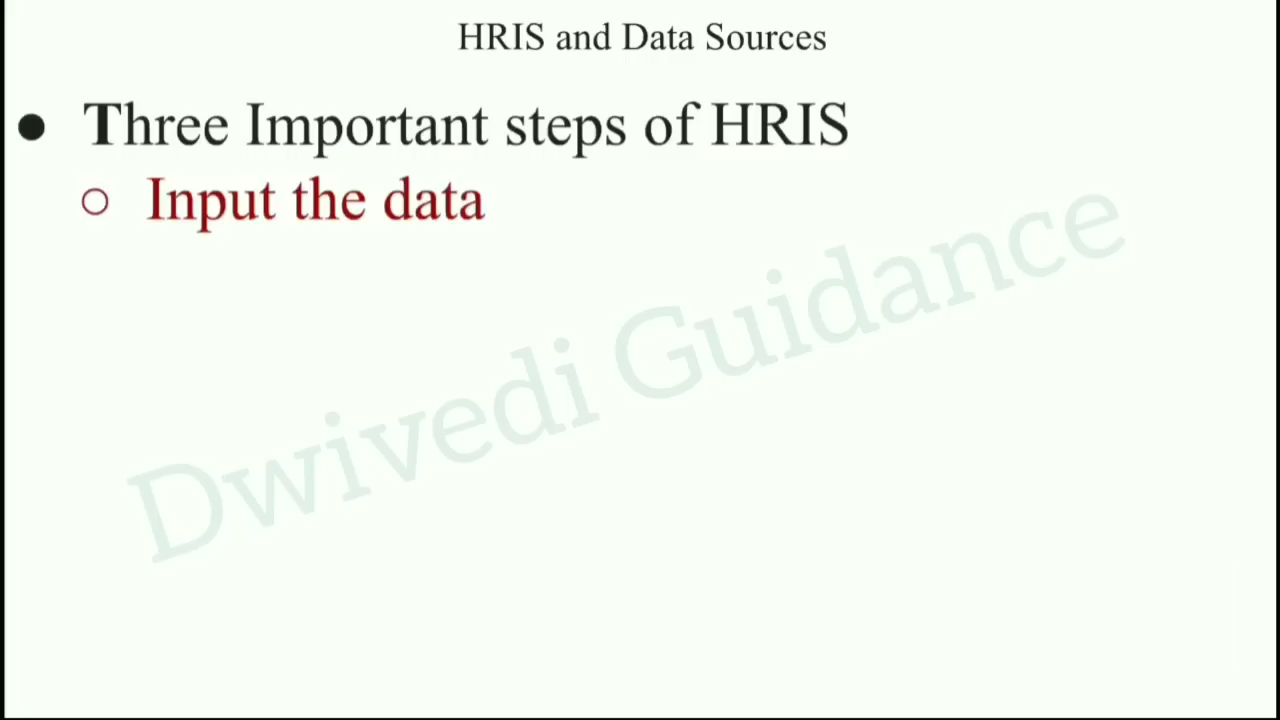 HRIS and Data Sources
● Three Important steps of HRIS
○ Input the data
Dwivedi Guidance